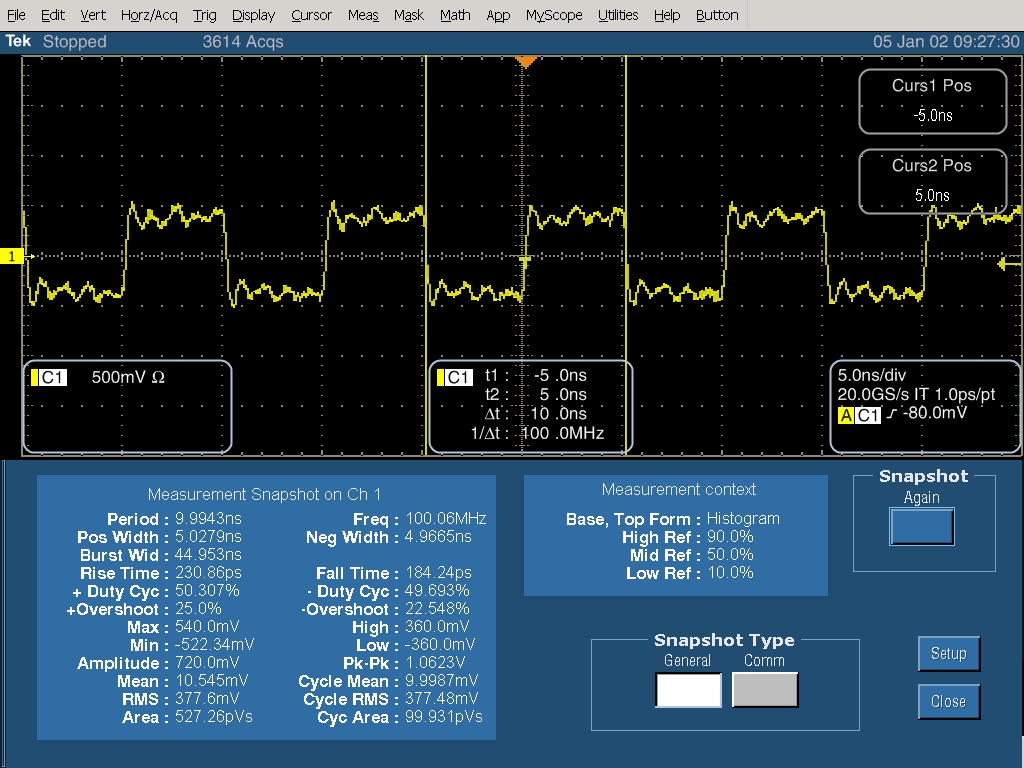 File Edit Vert Horz/Acq Trig Display Cursor Meas Mask Math App MyScope Utilities Help Button
Tek Stopped 3614 Acqs 05 Jan 02 09:27:30
Curs1 Pos
-5.0ns
Curs2 Pos
5.0ns
1
T
C1 500mV Ω
C1 t1 : -5 .0ns
t2 : 5 .0ns
Δt : 10 .0ns
1/Δt : 100 .0MHz
5.0ns/div
20.0GS/s IT 1.0ps/pt
A C1 -80.0mV
Measurement Snapshot on Ch 1
Period : 9.9943ns Freq : 100.06MHz
Pos Width : 5.0279ns Neg Width : 4.9665ns
Burst Wid : 44.953ns
Rise Time : 230.86ps Fall Time : 184.24ps
+ Duty Cyc : 50.307% - Duty Cyc : 49.693%
+Overshoot : 25.0% -Overshoot : 22.548%
Max : 540.0mV High : 360.0mV
Min : -522.34mV Low : -360.0mV
Amplitude : 720.0mV Pk-Pk : 1.0623V
Mean : 10.545mV Cycle Mean : 9.9987mV
RMS : 377.6mV Cycle RMS : 377.48mV
Area : 527.26pVs Cyc Area : 99.931pVs
Measurement context
Base, Top Form : Histogram
High Ref : 90.0%
Mid Ref : 50.0%
Low Ref : 10.0%
Snapshot
Again
Snapshot Type
General Comm
Setup
Close